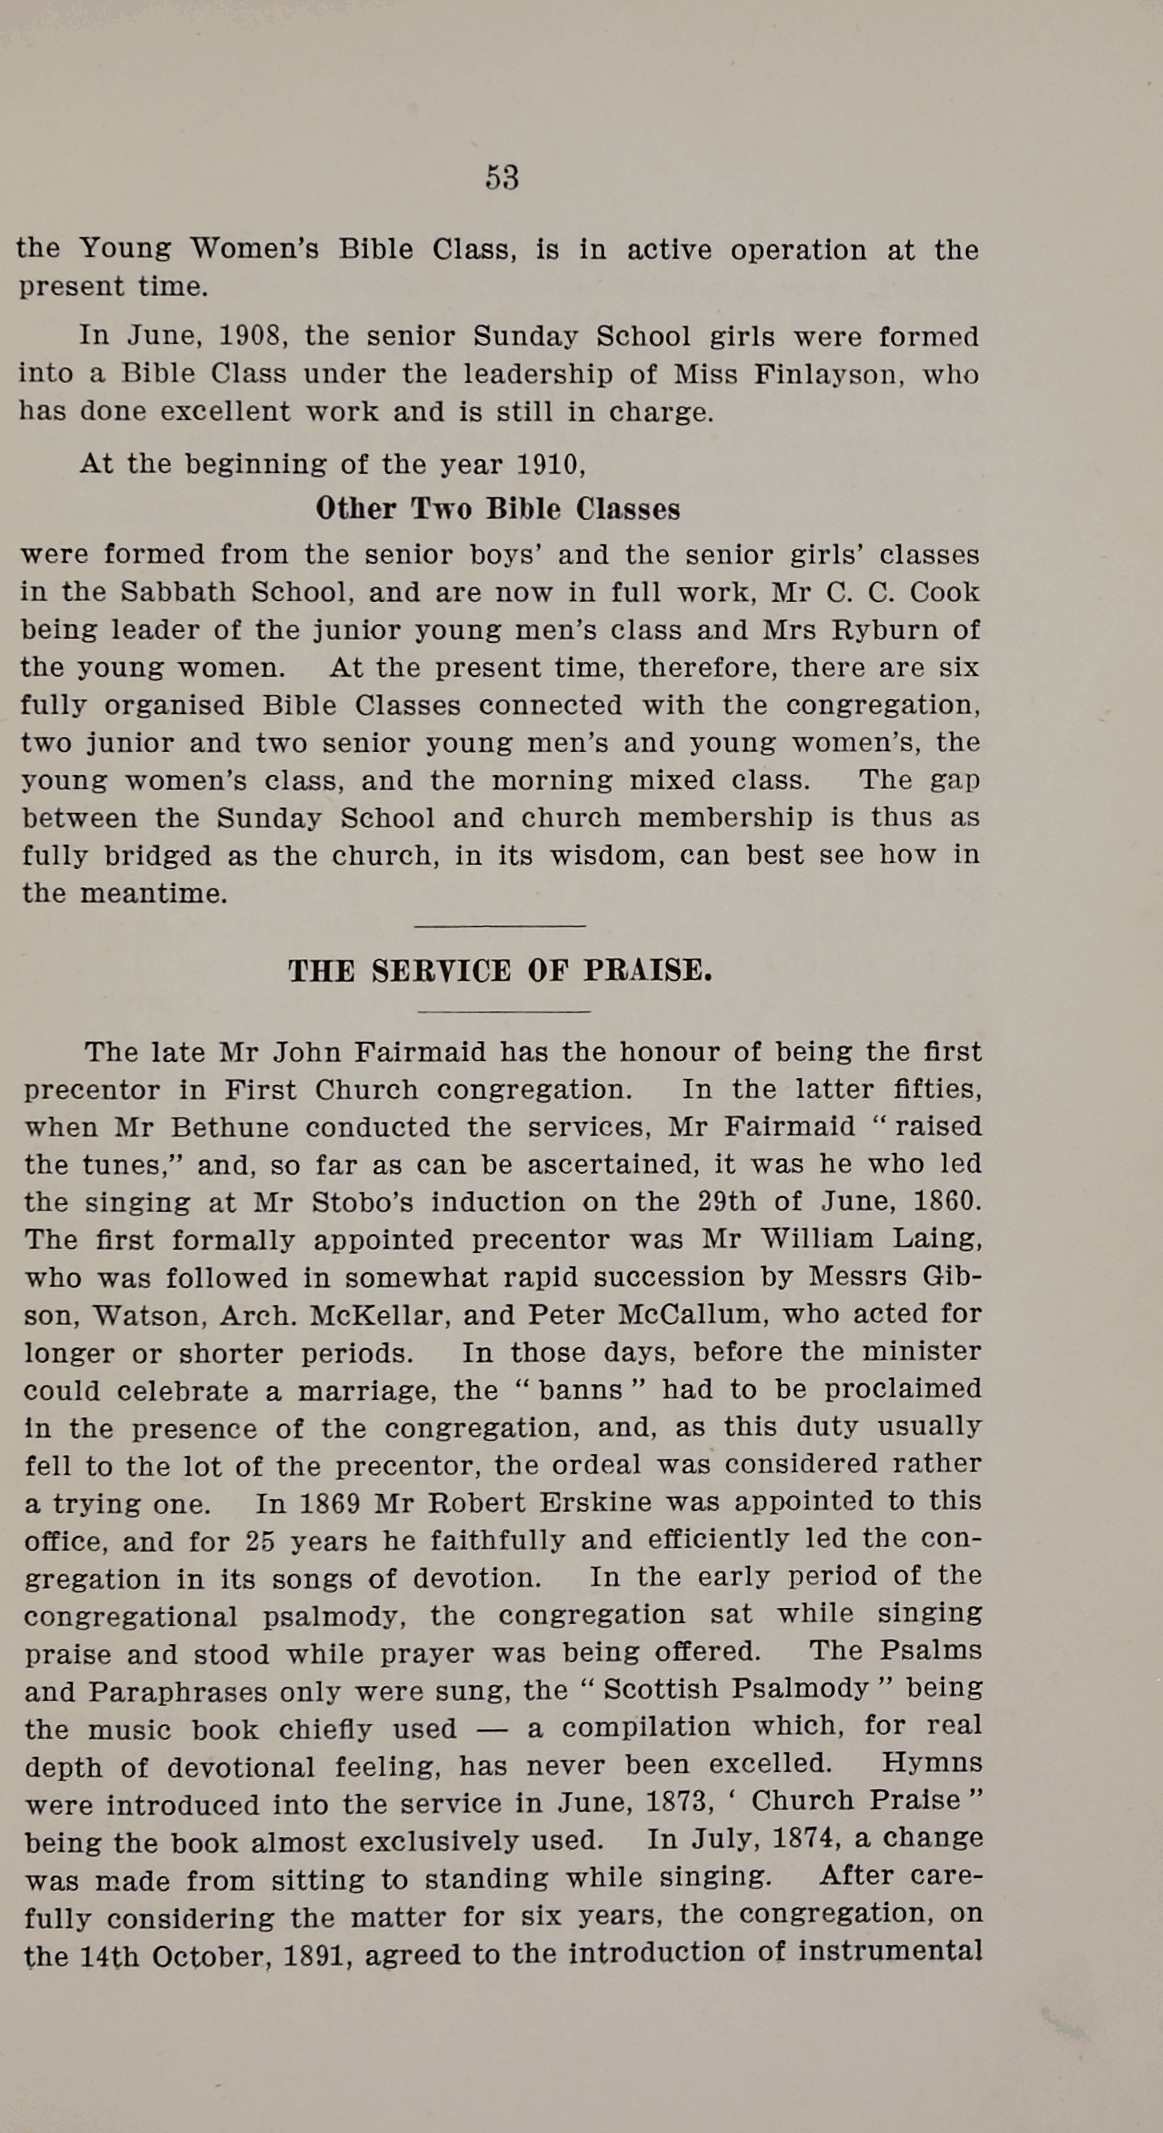 53
the Young Women's Bible Class, is in active operation at the
present time.
In June, 1908, the senior Sunday School girls were formed
into a Bible Class under the leadership of Miss Finlayson, who
has done excellent work and is still in charge.
At the beginning of the year 1910,
Other Two Bible Classes
were formed from the senior boys' and the senior girls' classes
in the Sabbath School, and are now in full work, Mr C. C. Cook
being leader of the junior young men's class and Mrs Ryburn of
the young women. At the present time, therefore, there are six
fully organised Bible Classes connected with the congregation,
two junior and two senior young men's and young women's, the
young women's class, and the morning mixed class. The gap
between the Sunday School and church membership is thus as
fully bridged as the church, in its wisdom, can best see how in
the meantime.
THE SERVICE OF PRAISE.
The late Mr John Fairmaid has the honour of being the first
precentor in First Church congregation. In the latter fifties,
when Mr Bethune conducted the services, Mr Fairmaid “ raised
the tunes,” and, so far as can be ascertained, it was he who led
the singing at Mr Stobo's induction on the 29th of June, 1860.
The first formally appointed precentor was Mr William Laing,
who was followed in somewhat rapid succession by Messrs Gib-
son, Watson, Arch. McKellar, and Peter McCallum, who acted for
longer or shorter periods. In those days, before the minister
could celebrate a marriage, the “ banns ” had to be proclaimed
in the presence of the congregation, and, as this duty usually
fell to the lot of the precentor, the ordeal was considered rather
a trying one. In 1869 Mr Robert Erskine was appointed to this
office, and for 25 years he faithfully and efficiently led the con-
gregation in its songs of devotion. In the early period of the
congregational psalmody, the congregation sat while singing
praise and stood while prayer was being offered. The Psalms
and Paraphrases only were sung, the “ Scottish Psalmody ” being
the music book chiefly used — a compilation which, for real
depth of devotional feeling, has never been excelled. Hymns
were introduced into the service in June, 1873, ‘ Church Praise ”
being the book almost exclusively used. In July, 1874, a change
was made from sitting to standing while singing. After care-
fully considering the matter for six years, the congregation, on
the 14th October, 1891, agreed to the introduction of instrumental